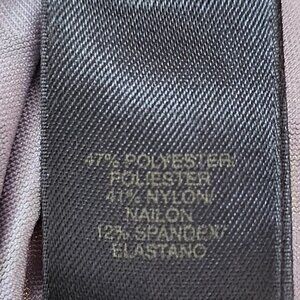 47% POLYESTER/
POLIESTER
41% NYLON/
NAILON
12% SPANDEX/
ELASTANO